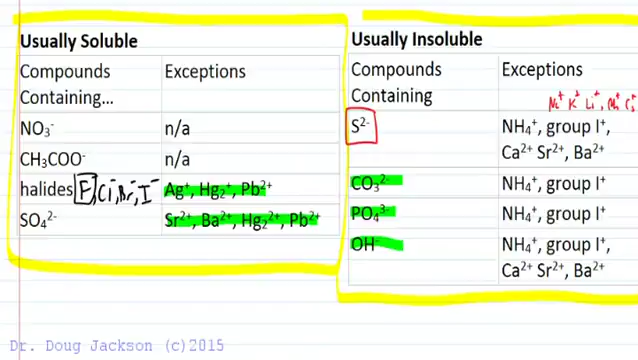 Usually Soluble
Compounds Containing... Exceptions
NO₃⁻ n/a
CH₃COO⁻ n/a
halides F⁻, Cl⁻, Br⁻, I⁻ Ag⁺, Hg₂⁺, Pb²⁺
SO₄²⁻ Sr²⁺, Ba²⁺, Hg₂²⁺, Pb²⁺
Usually Insoluble
Compounds Containing Exceptions
Na⁺ K⁺ Li⁺,
S²⁻ NH₄⁺, group I⁺,
Ca²⁺ Sr²⁺, Ba²⁺
CO₃²⁻ NH₄⁺, group I⁺
PO₄³⁻ NH₄⁺, group I⁺
OH⁻ NH₄⁺, group I⁺,
Ca²⁺ Sr²⁺, Ba²⁺
Dr. Doug Jackson (c)2015